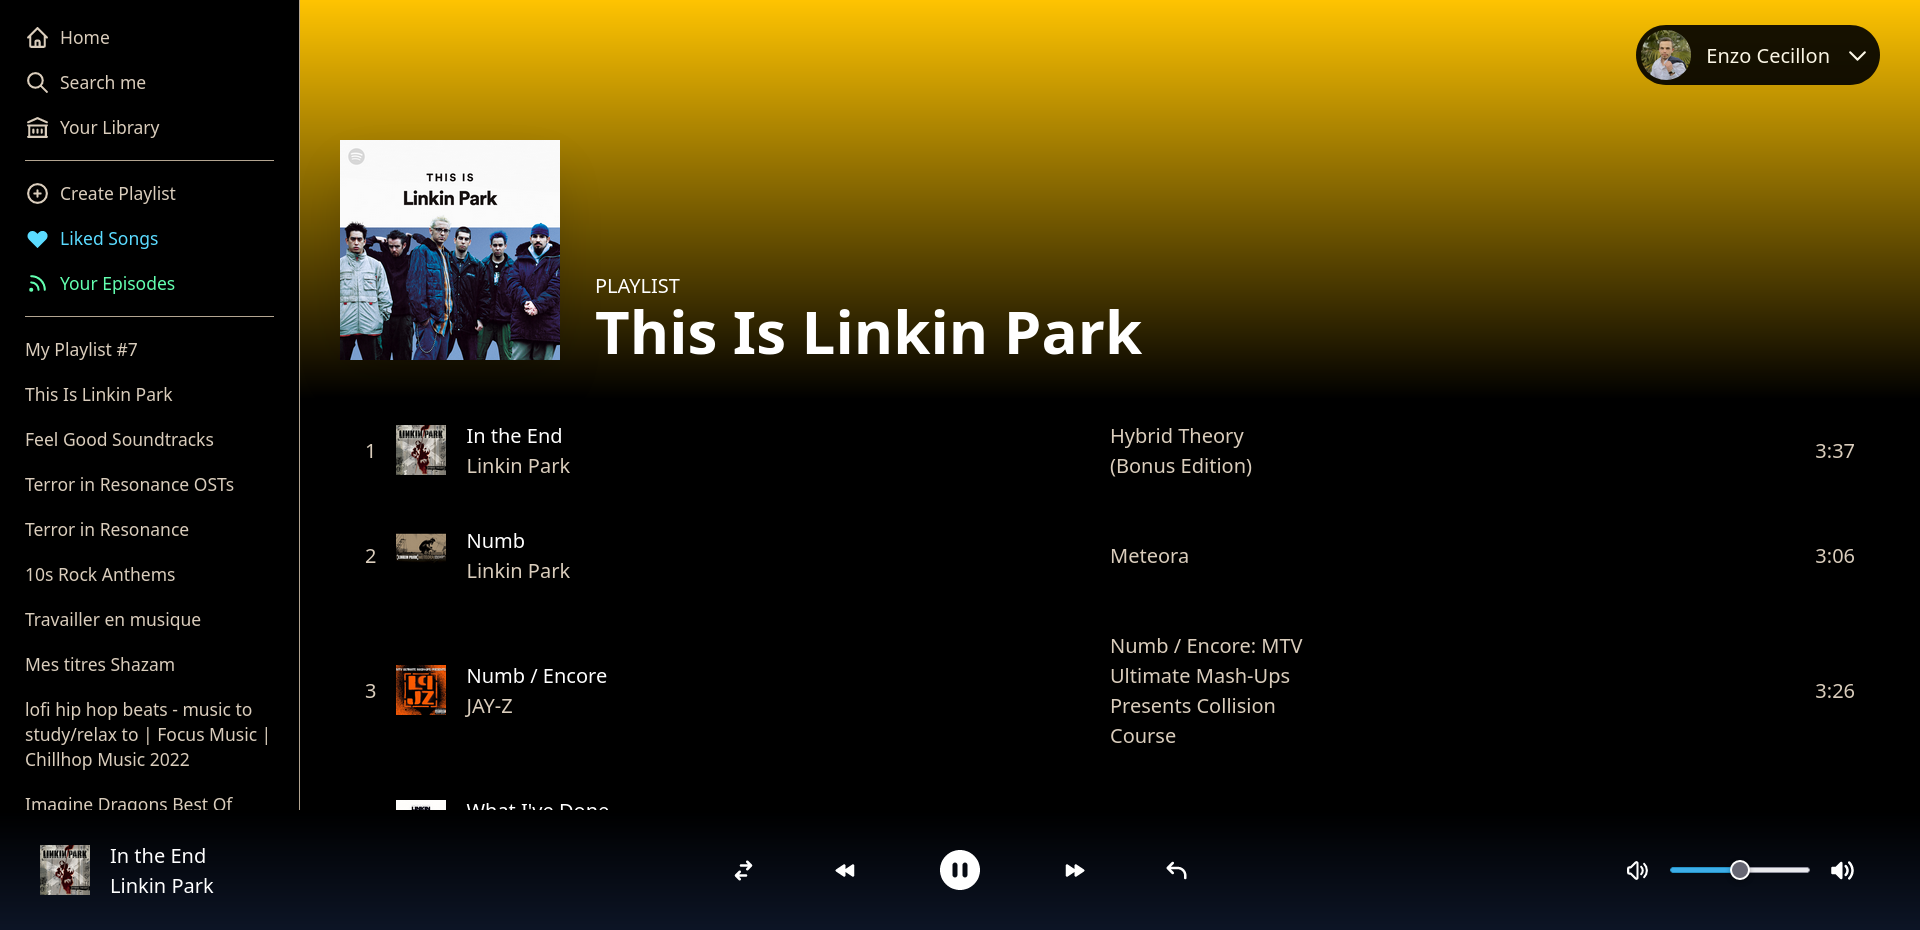 Home
Search me
Your Library
Create Playlist
Liked Songs
Your Episodes
My Playlist #7
This Is Linkin Park
Feel Good Soundtracks
Terror in Resonance OSTs
Terror in Resonance
10s Rock Anthems
Travailler en musique
Mes titres Shazam
lofi hip hop beats - music to
study/relax to | Focus Music |
Chillhop Music 2022
Imagine Dragons Best Of
Enzo Cecillon
THIS IS
Linkin Park
PLAYLIST
This Is Linkin Park
1
LINKIN PARK
In the End
Linkin Park
Hybrid Theory
(Bonus Edition)
3:37
2
Numb
Linkin Park
Meteora
3:06
3
Numb / Encore
JAY-Z
Numb / Encore: MTV
Ultimate Mash-Ups
Presents Collision
Course
3:26
What I've Done
LINKIN PARK
In the End
Linkin Park